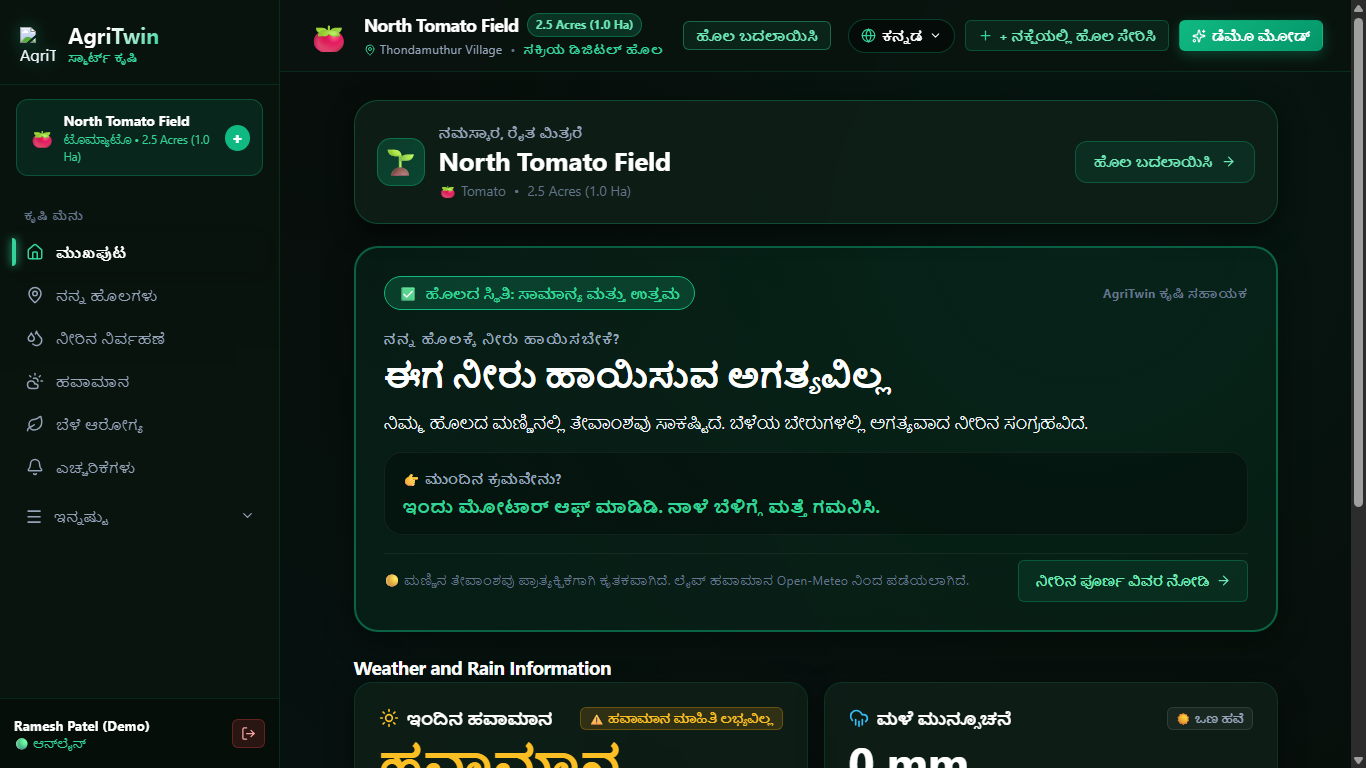 AgriT
AgriTwin
ಸ್ಮಾರ್ಟ್ ಕೃಷಿ
North Tomato Field
ಟೊಮ್ಯಾಟೊ • 2.5 Acres (1.0 Ha)
+
ಕೃಷಿ ಮೆನು
ಮುಖಪುಟ
ನನ್ನ ಹೊಲಗಳು
ನೀರಿನ ನಿರ್ವಹಣೆ
ಹವಾಮಾನ
ಬೆಳೆ ಆರೋಗ್ಯ
ಎಚ್ಚರಿಕೆಗಳು
ಇನ್ನಷ್ಟು
Ramesh Patel (Demo)
ಆನ್‌ಲೈನ್
North Tomato Field 2.5 Acres (1.0 Ha)
Thondamuthur Village • ಸಕ್ರಿಯ ಡಿಜಿಟಲ್ ಹೊಲ
ಹೊಲ ಬದಲಾಯಿಸಿ
ಕನ್ನಡ
+ + ನಕ್ಷೆಯಲ್ಲಿ ಹೊಲ ಸೇರಿಸಿ
ಡೆಮೊ ಮೋಡ್
ನಮಸ್ಕಾರ, ರೈತ ಮಿತ್ರರೆ
North Tomato Field
Tomato • 2.5 Acres (1.0 Ha)
ಹೊಲ ಬದಲಾಯಿಸಿ →
ಹೊಲದ ಸ್ಥಿತಿ: ಸಾಮಾನ್ಯ ಮತ್ತು ಉತ್ತಮ
AgriTwin ಕೃಷಿ ಸಹಾಯಕ
ನನ್ನ ಹೊಲಕ್ಕೆ ನೀರು ಹಾಯಿಸಬೇಕೆ?
ಈಗ ನೀರು ಹಾಯಿಸುವ ಅಗತ್ಯವಿಲ್ಲ
ನಿಮ್ಮ ಹೊಲದ ಮಣ್ಣಿನಲ್ಲಿ ತೇವಾಂಶವು ಸಾಕಷ್ಟಿದೆ. ಬೆಳೆಯ ಬೇರುಗಳಲ್ಲಿ ಅಗತ್ಯವಾದ ನೀರಿನ ಸಂಗ್ರಹವಿದೆ.
ಮುಂದಿನ ಕ್ರಮವೇನು?
ಇಂದು ಮೋಟಾರ್ ಆಫ್ ಮಾಡಿಡಿ. ನಾಳೆ ಬೆಳಿಗ್ಗೆ ಮತ್ತೆ ಗಮನಿಸಿ.
ಮಣ್ಣಿನ ತೇವಾಂಶವು ಪ್ರಾತ್ಯಕ್ಷಿಕೆಗಾಗಿ ಕೃತಕವಾಗಿದೆ. ಲೈವ್ ಹವಾಮಾನ Open-Meteo ನಿಂದ ಪಡೆಯಲಾಗಿದೆ.
ನೀರಿನ ಪೂರ್ಣ ವಿವರ ನೋಡಿ →
Weather and Rain Information
ಇಂದಿನ ಹವಾಮಾನ
ಹವಾಮಾನ ಮಾಹಿತಿ ಲಭ್ಯವಿಲ್ಲ
ಹವಾಮಾನ
ಮಳೆ ಮುನ್ಸೂಚನೆ
ಒಣ ಹವೆ
0 mm